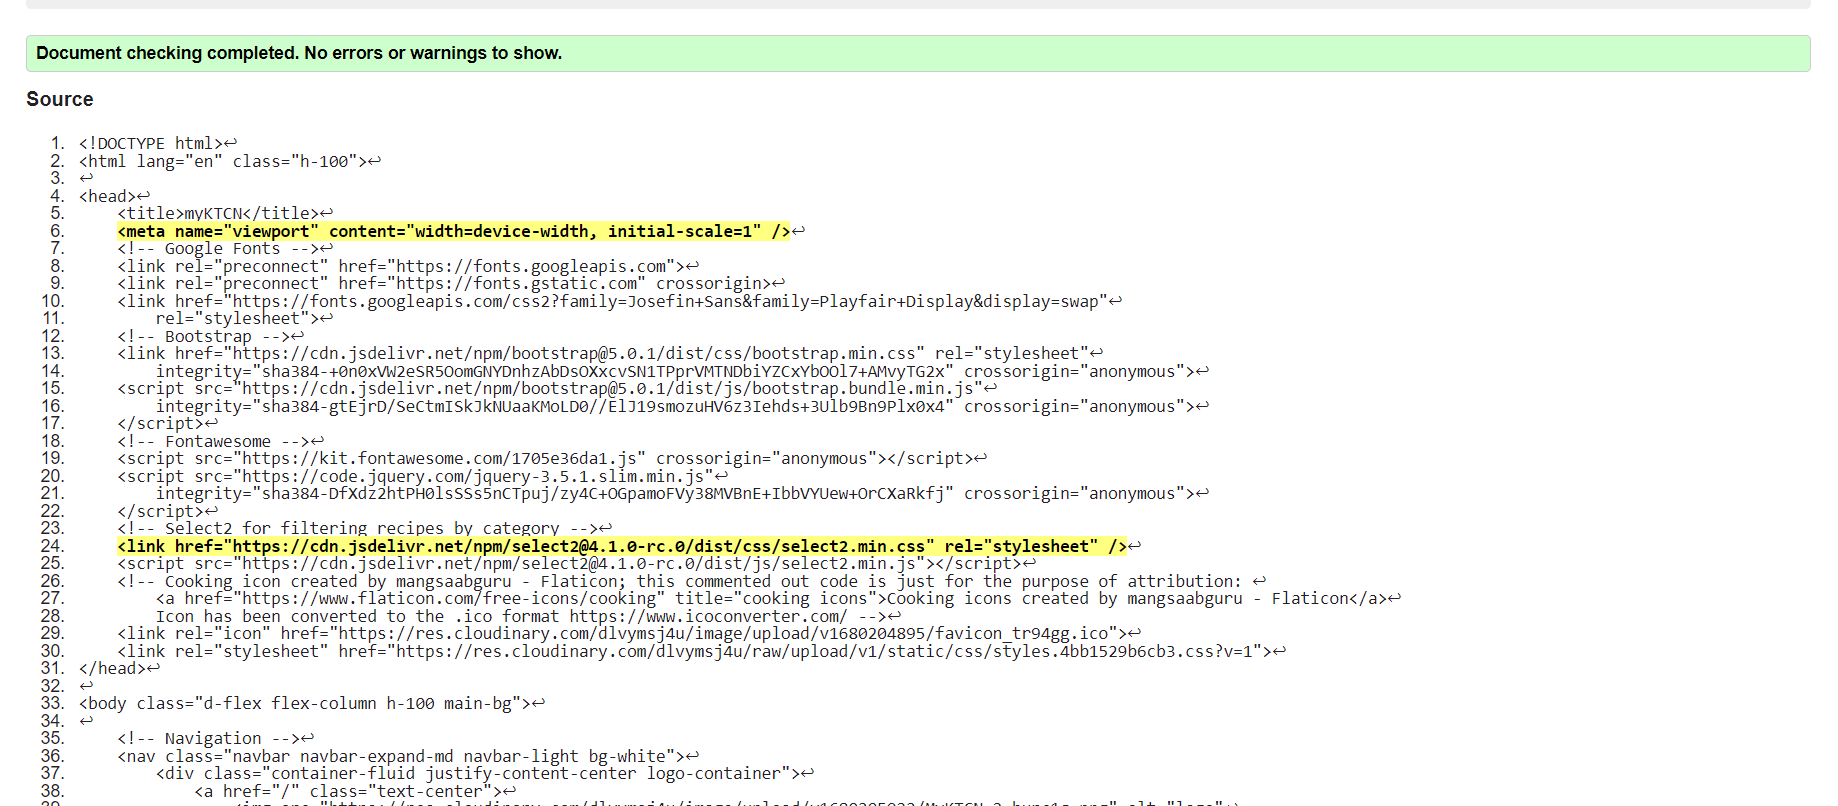 Document checking completed. No errors or warnings to show.
Source
1. <!DOCTYPE html>↩
2. <html lang="en" class="h-100">↩
3. ↩
4. <head>↩
5. <title>myKTCN</title>↩
6. <meta name="viewport" content="width=device-width, initial-scale=1" />↩
7. <!-- Google Fonts -->↩
8. <link rel="preconnect" href="https://fonts.googleapis.com">↩
9. <link rel="preconnect" href="https://fonts.gstatic.com" crossorigin>↩
10. <link href="https://fonts.googleapis.com/css2?family=Josefin+Sans&family=Playfair+Display&display=swap"↩
11. rel="stylesheet">↩
12. <!-- Bootstrap -->↩
13. <link href="https://cdn.jsdelivr.net/npm/bootstrap@5.0.1/dist/css/bootstrap.min.css" rel="stylesheet"↩
14. integrity="sha384-+0n0xVW2eSR5OomGNYDnhzAbDsOXxcvSN1TPprVMTNDbiYZCxYbOOl7+AMvyTG2x" crossorigin="anonymous">↩
15. <script src="https://cdn.jsdelivr.net/npm/bootstrap@5.0.1/dist/js/bootstrap.bundle.min.js"↩
16. integrity="sha384-gtEjrD/SeCtmISkJkNUaaKMoLD0//ElJ19smozuHV6z3Iehds+3Ulb9Bn9Plx0x4" crossorigin="anonymous">↩
17. </script>↩
18. <!-- Fontawesome -->↩
19. <script src="https://kit.fontawesome.com/1705e36da1.js" crossorigin="anonymous"></script>↩
20. <script src="https://code.jquery.com/jquery-3.5.1.slim.min.js"↩
21. integrity="sha384-DfXdz2htPH0lsSSs5nCTpuj/zy4C+OGpamoFVy38MVBnE+IbbVYUew+OrCXaRkfj" crossorigin="anonymous">↩
22. </script>↩
23. <!-- Select2 for filtering recipes by category -->↩
24. <link href="https://cdn.jsdelivr.net/npm/select2@4.1.0-rc.0/dist/css/select2.min.css" rel="stylesheet" />↩
25. <script src="https://cdn.jsdelivr.net/npm/select2@4.1.0-rc.0/dist/js/select2.min.js"></script>↩
26. <!-- Cooking icon created by mangsaabguru - Flaticon; this commented out code is just for the purpose of attribution: ↩
27. <a href="https://www.flaticon.com/free-icons/cooking" title="cooking icons">Cooking icons created by mangsaabguru - Flaticon</a>↩
28. Icon has been converted to the .ico format https://www.icoconverter.com/ -->↩
29. <link rel="icon" href="https://res.cloudinary.com/dlvymsj4u/image/upload/v1680204895/favicon_tr94gg.ico">↩
30. <link rel="stylesheet" href="https://res.cloudinary.com/dlvymsj4u/raw/upload/v1/static/css/styles.4bb1529b6cb3.css?v=1">↩
31. </head>↩
32. ↩
33. <body class="d-flex flex-column h-100 main-bg">↩
34. ↩
35. <!-- Navigation -->↩
36. <nav class="navbar navbar-expand-md navbar-light bg-white">↩
37. <div class="container-fluid justify-content-center logo-container">↩
38. <a href="/" class="text-center">↩